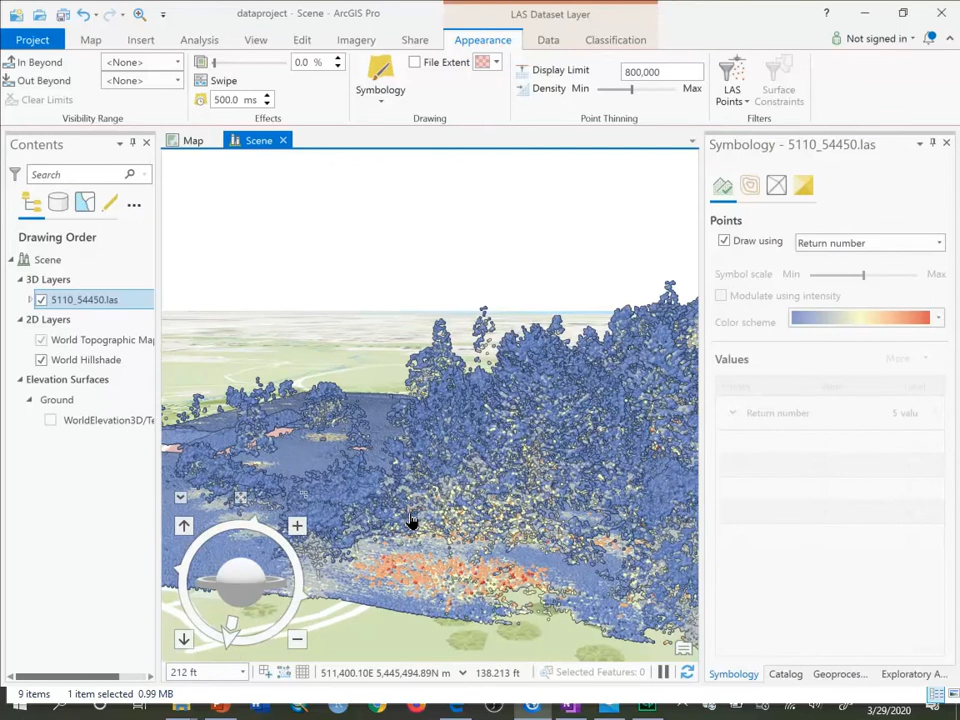 dataproject - Scene - ArcGIS Pro
LAS Dataset Layer
?
Project Map Insert Analysis View Edit Imagery Share Appearance Data Classification
Not signed in
In Beyond <None>
Out Beyond <None>
Clear Limits
Visibility Range
0.0 %
Swipe
500.0 ms
Effects
Symbology
File Extent
Drawing
Display Limit 800,000
Density Min Max
Point Thinning
LAS Points
Surface Constraints
Filters
Contents
Search
Drawing Order
Scene
3D Layers
5110_54450.las
2D Layers
World Topographic Map
World Hillshade
Elevation Surfaces
Ground
WorldElevation3D/Te
Map
Scene
212 ft
511,400.10E 5,445,494.89N m
138.213 ft
Selected Features: 0
Symbology - 5110_54450.las
Points
Draw using Return number
Symbol scale Min Max
Modulate using intensity
Color scheme
Values
More
Return number 5 valu
Symbology Catalog Geoproces... Exploratory A...
9 items 1 item selected 0.99 MB
3/29/2020